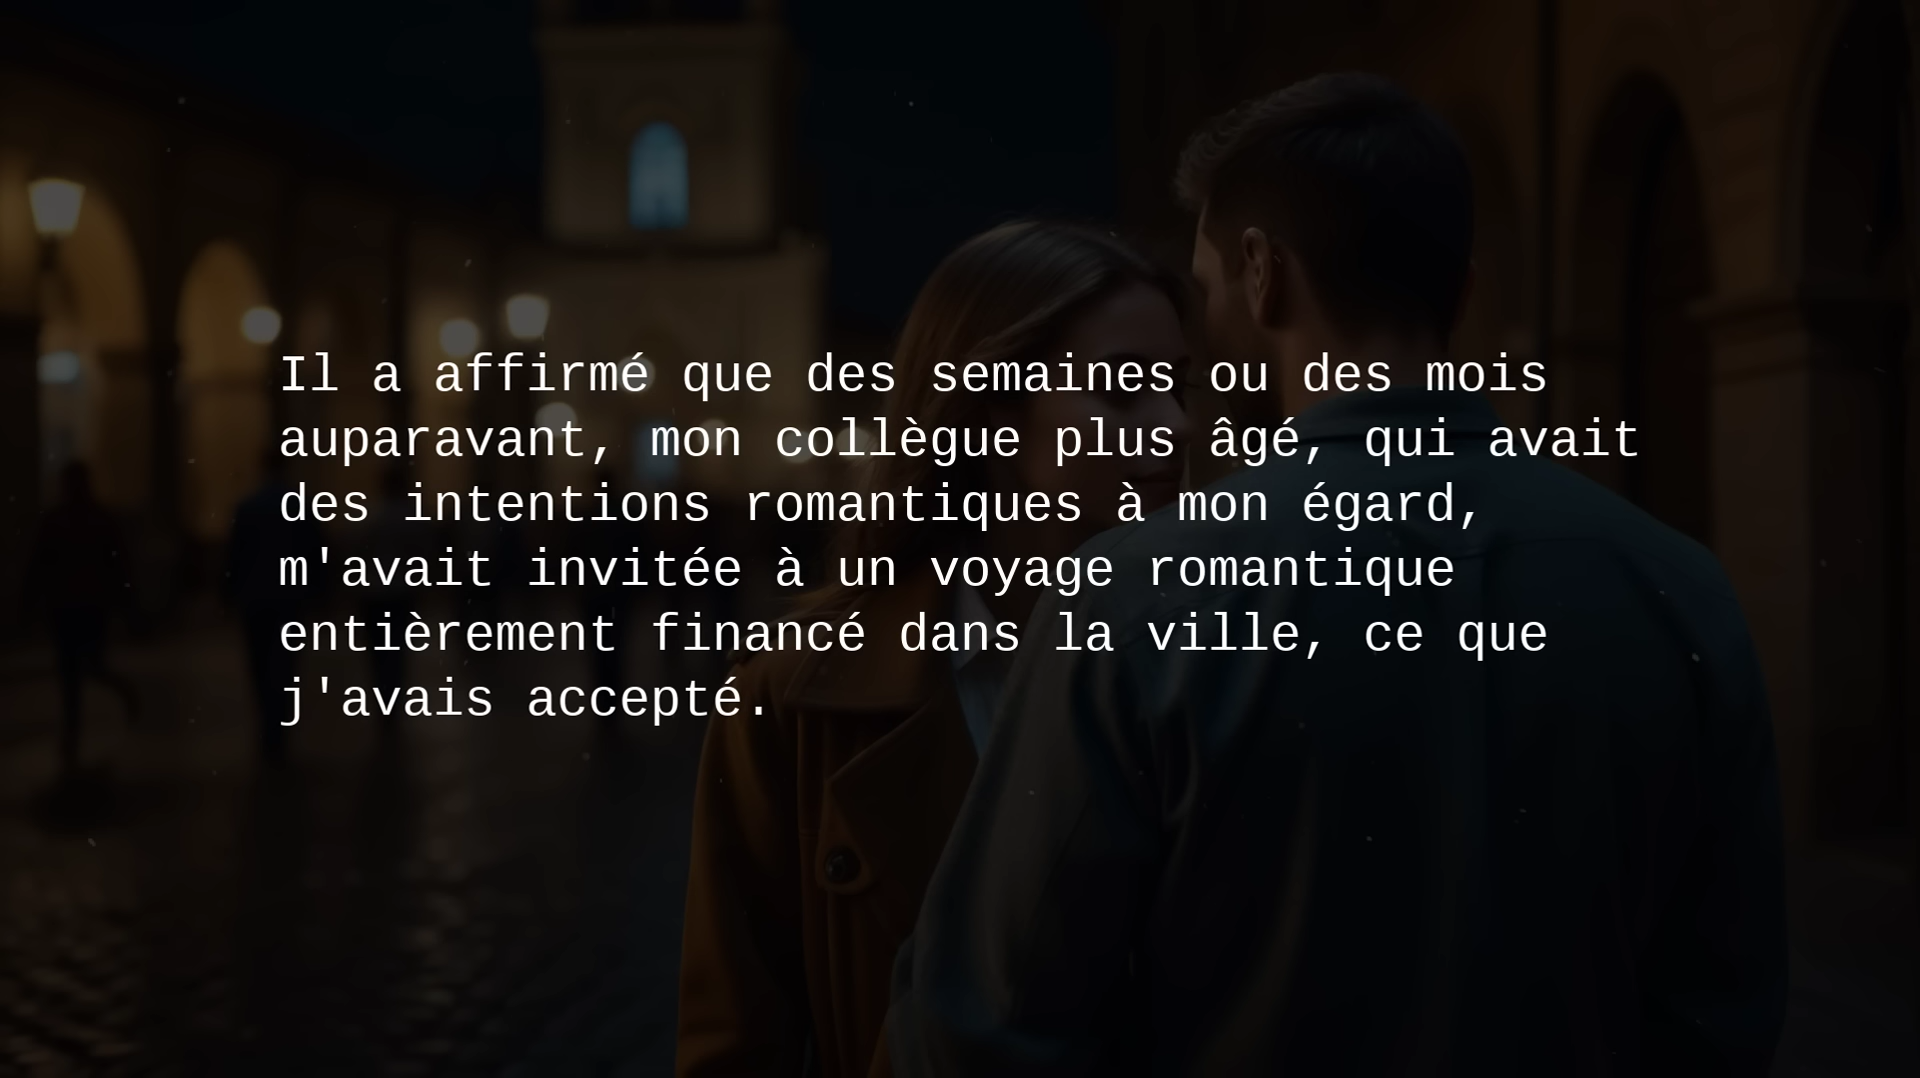 Il a affirmé que des semaines ou des mois
auparavant, mon collègue plus âgé, qui avait
des intentions romantiques à mon égard,
m'avait invitée à un voyage romantique
entièrement financé dans la ville, ce que
j'avais accepté.